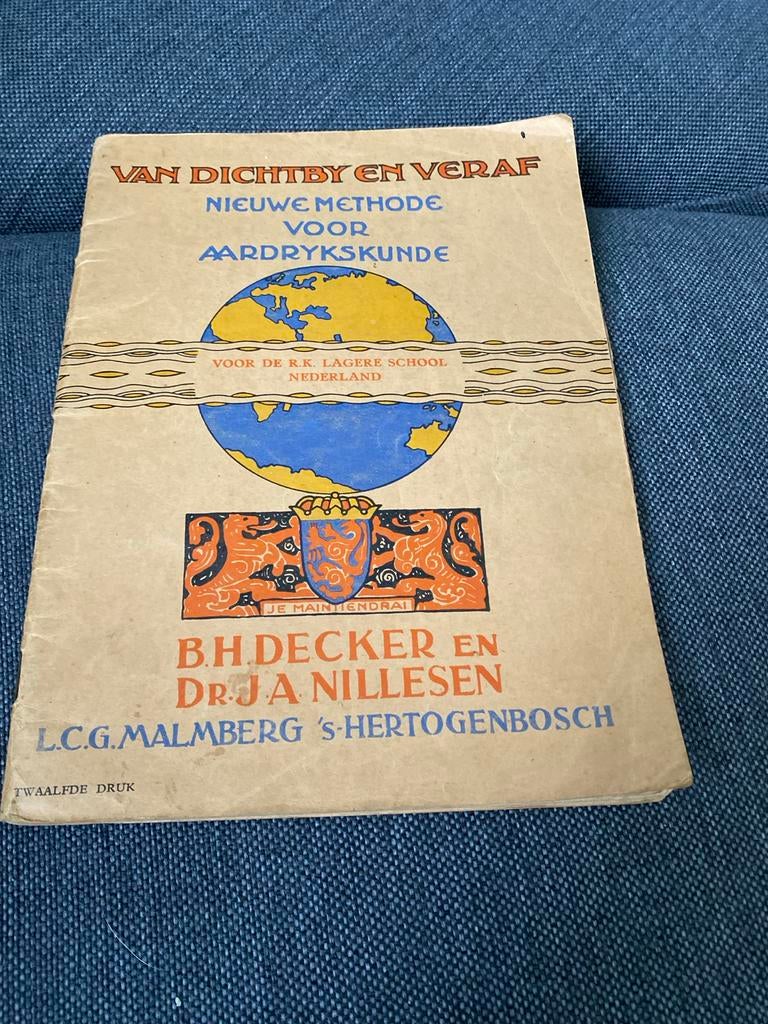 VAN DICHTBY EN VERAF
NIEUWE METHODE
VOOR
AARDRYKSKUNDE
VOOR DE R.K. LAGERE SCHOOL
NEDERLAND
JE MAINTIENDRAI
B.H DECKER EN
DR. J.A. NILLESEN
L.C.G. MALMBERG 's-HERTOGENBOSCH
TWAALFDE DRUK